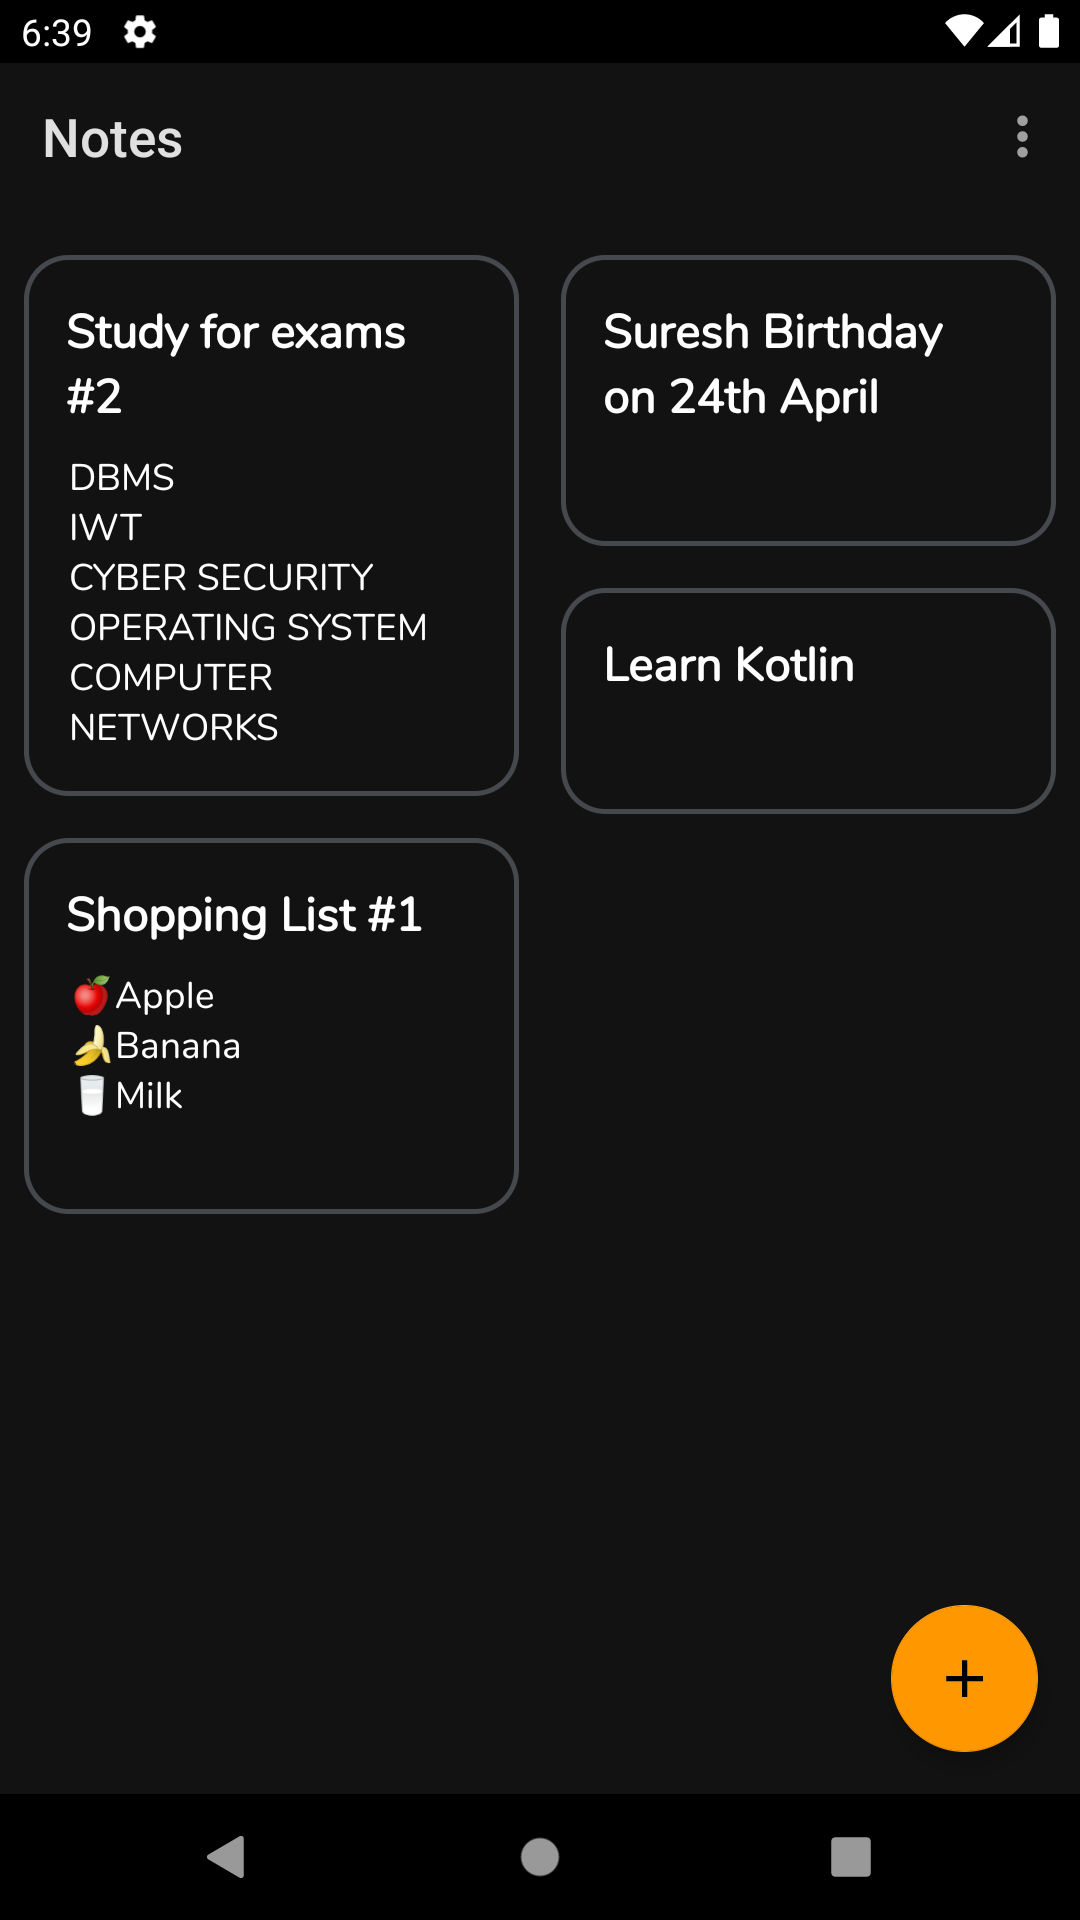 6:39
Notes
Study for exams
#2
DBMS
IWT
CYBER SECURITY
OPERATING SYSTEM
COMPUTER
NETWORKS
Suresh Birthday
on 24th April
Learn Kotlin
Shopping List #1
🍎Apple
🍌Banana
🥛Milk